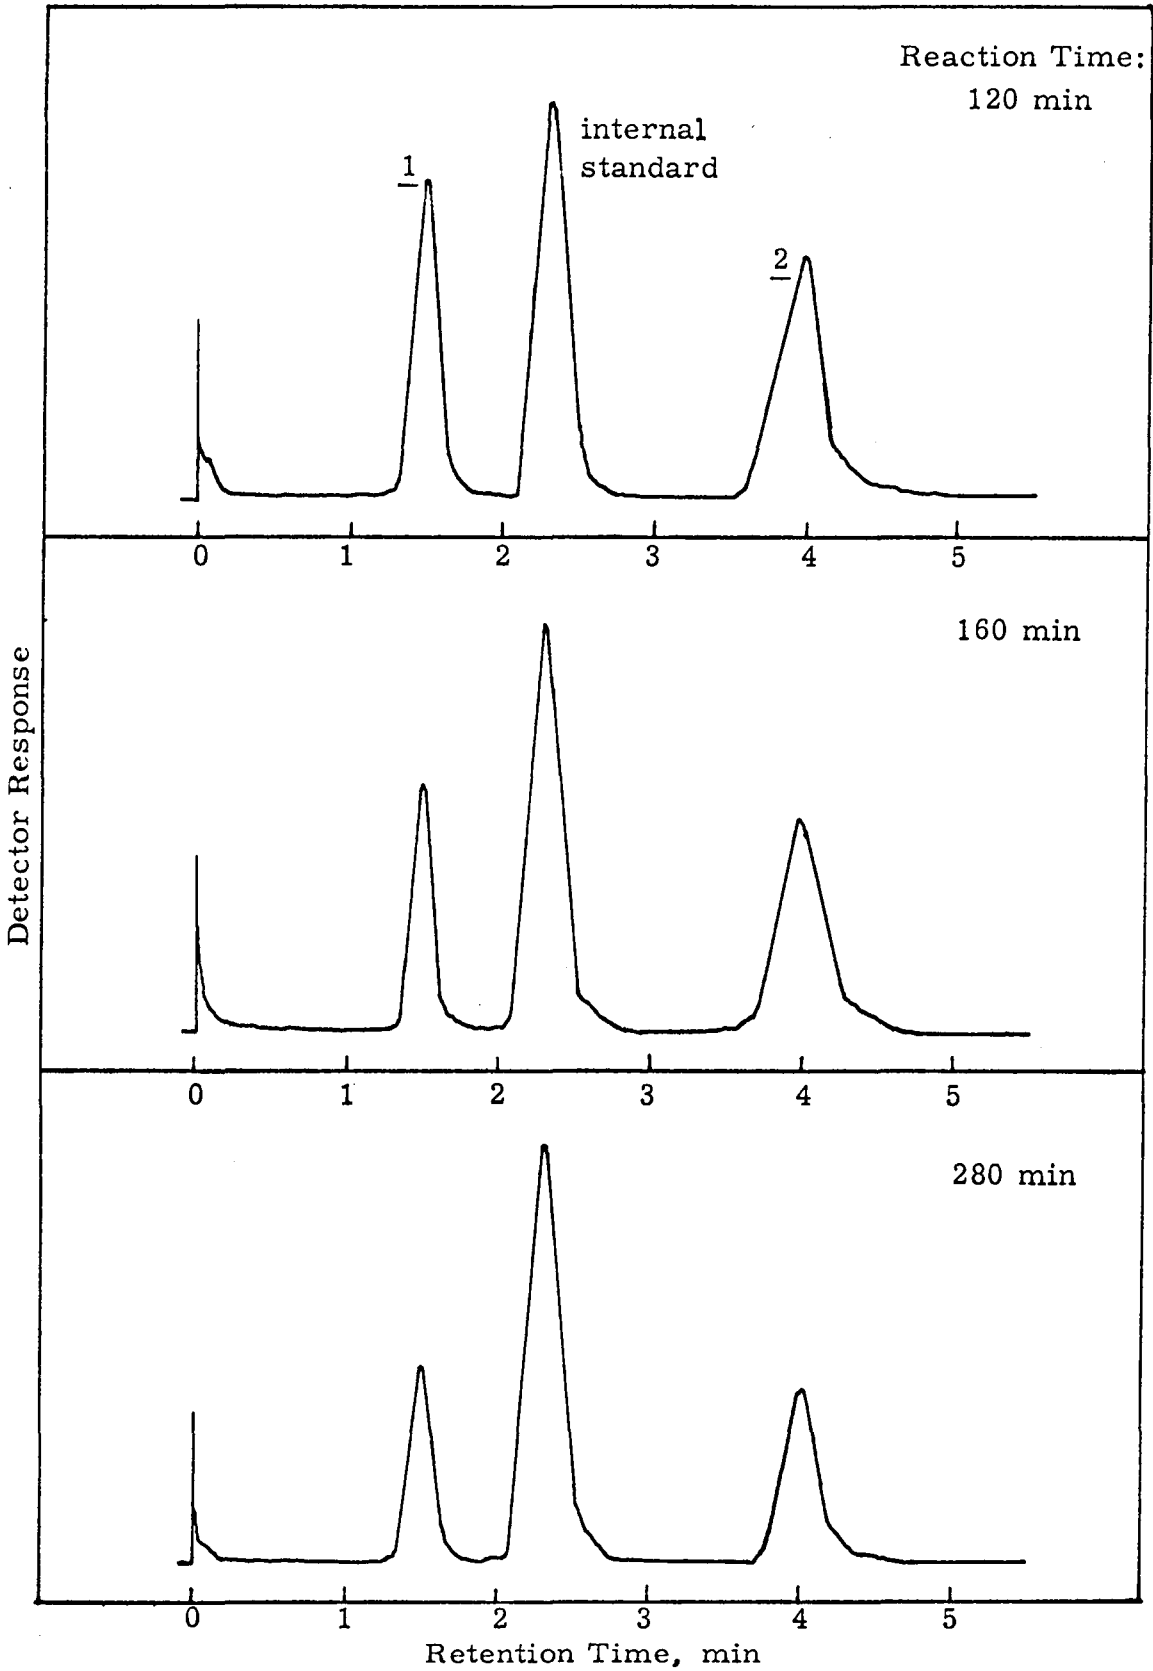 Reaction Time:
120 min
internal
standard
1
2
0 1 2 3 4 5
160 min
Detector Response
0 1 2 3 4 5
280 min
0 1 2 3 4 5
Retention Time, min